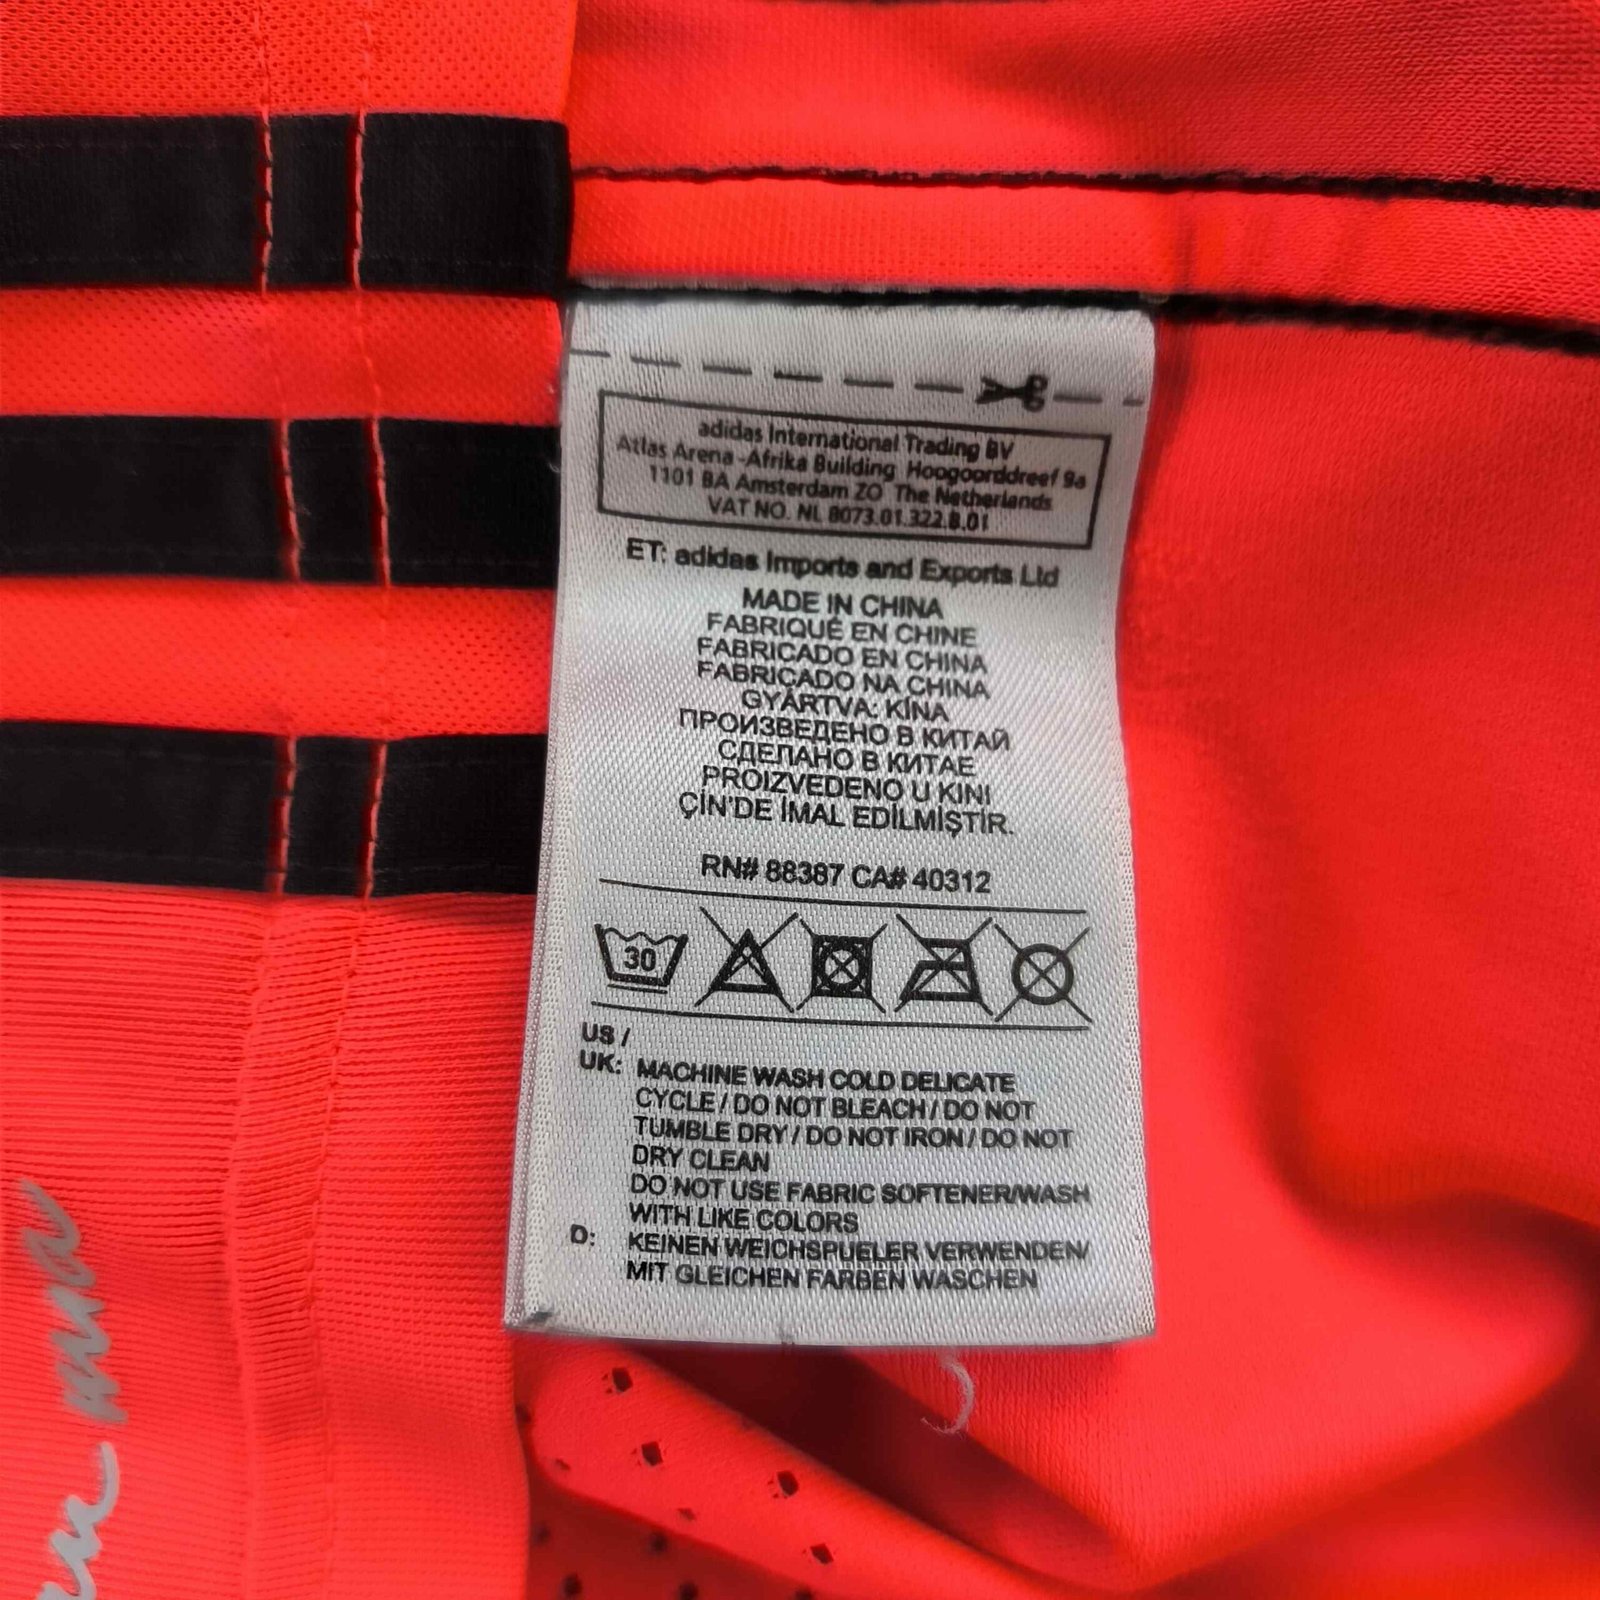 adidas International Trading BV
Atlas Arena -Afrika Building Hoogoorddreef 9a
1101 BA Amsterdam ZO The Netherlands
VAT NO. NL 8073.01.322.B.01
ET: adidas Imports and Exports Ltd
MADE IN CHINA
FABRIQUÉ EN CHINE
FABRICADO EN CHINA
FABRICADO NA CHINA
GYÁRTVA: KÍNA
ПРОИЗВЕДЕНО В КИТАЙ
СДЕЛАНО В КИТАЕ
PROIZVEDENO U KINI
ÇİN'DE İMAL EDİLMİŞTİR.
RN# 88387 CA# 40312
30
US /
UK: MACHINE WASH COLD DELICATE
CYCLE / DO NOT BLEACH / DO NOT
TUMBLE DRY / DO NOT IRON / DO NOT
DRY CLEAN
DO NOT USE FABRIC SOFTENER/WASH
WITH LIKE COLORS
D: KEINEN WEICHSPUELER VERWENDEN/
MIT GLEICHEN FARBEN WASCHEN